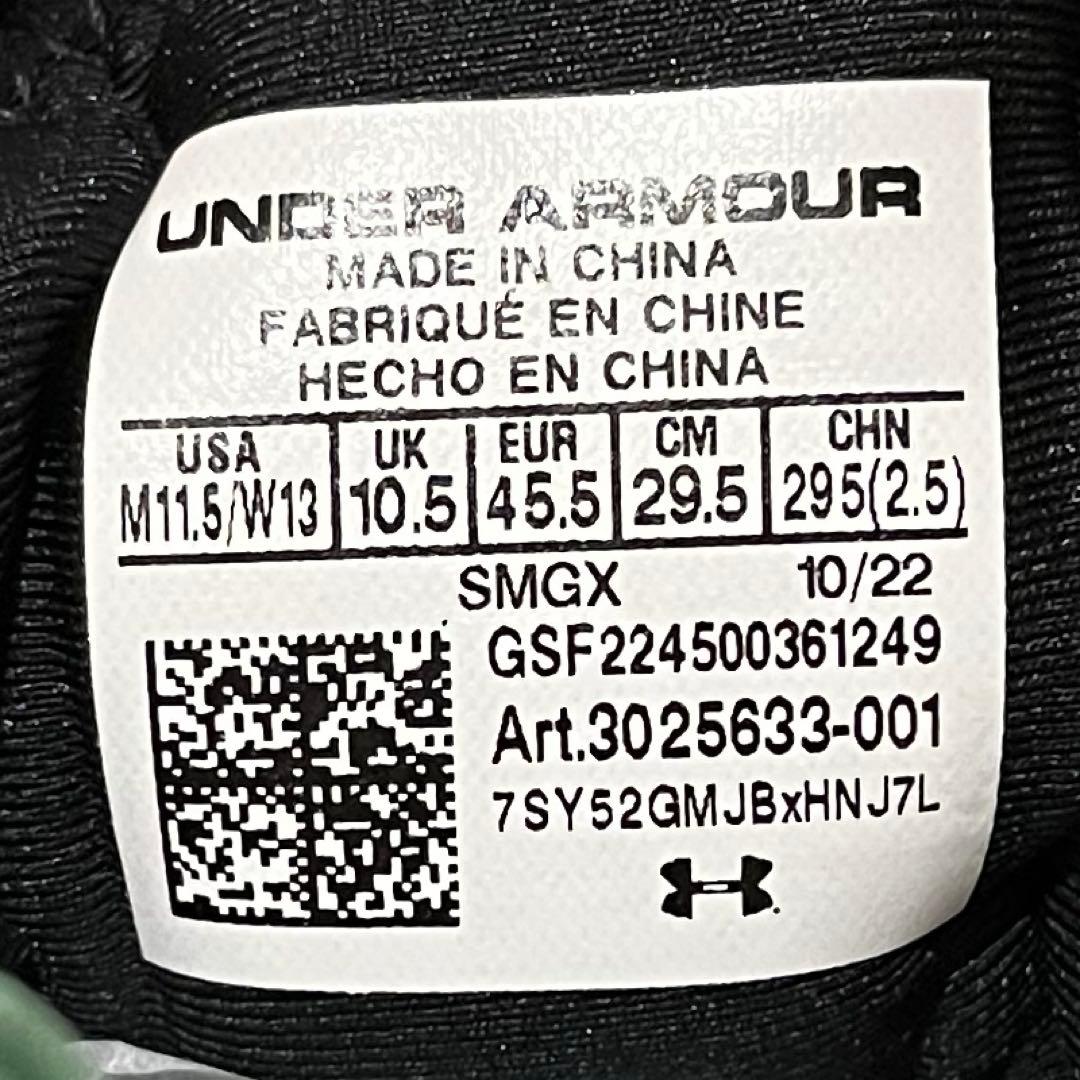 UNDER ARMOUR
MADE IN CHINA
FABRIQUÉ EN CHINE
HECHO EN CHINA
USA UK EUR CM CHN
M11.5/W13 10.5 45.5 29.5 295(2.5)
SMGX 10/22
GSF224500361249
Art.3025633-001
7SY52GMJBxHNJ7L